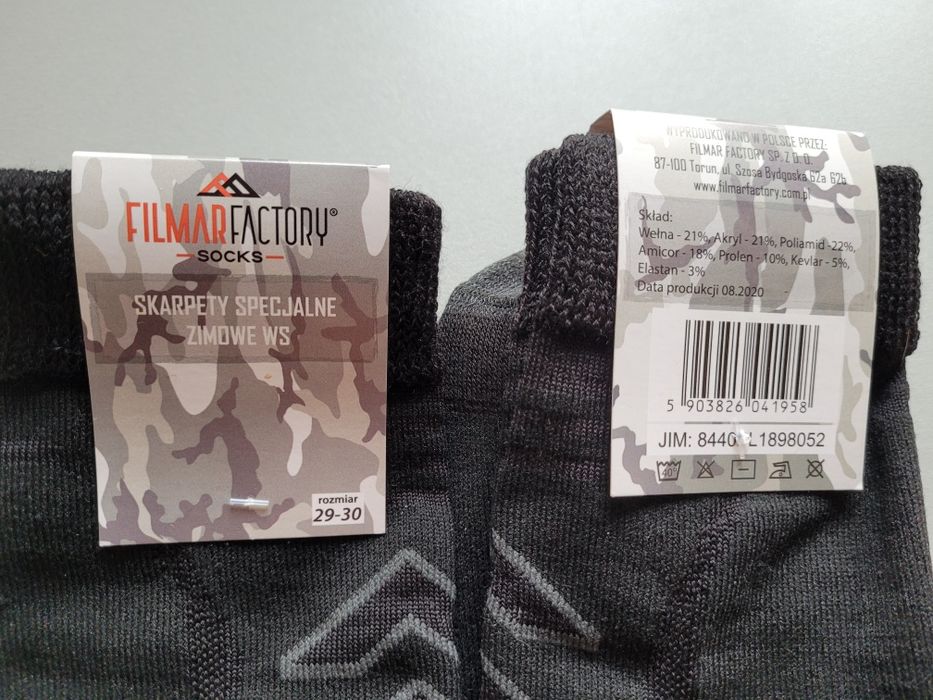 FILMARFACTORY®
SOCKS
SKARPETY SPECJALNE
ZIMOWE WS
rozmiar
29-30
WYPRODUKOWANO W POLSCE PRZEZ:
FILMAR FACTORY SP. Z O. O.
87-100 Toruń, ul. Szosa Bydgoska 62a 62b
www.filmarfactory.com.pl
Skład:
Wełna - 21%, Akryl - 21%, Poliamid -22%,
Amicor - 18%, Prolen - 10%, Kevlar - 5%,
Elastan - 3%
Data produkcji 08.2020
5 903826 041958
JIM: 8440 L1898052
40°